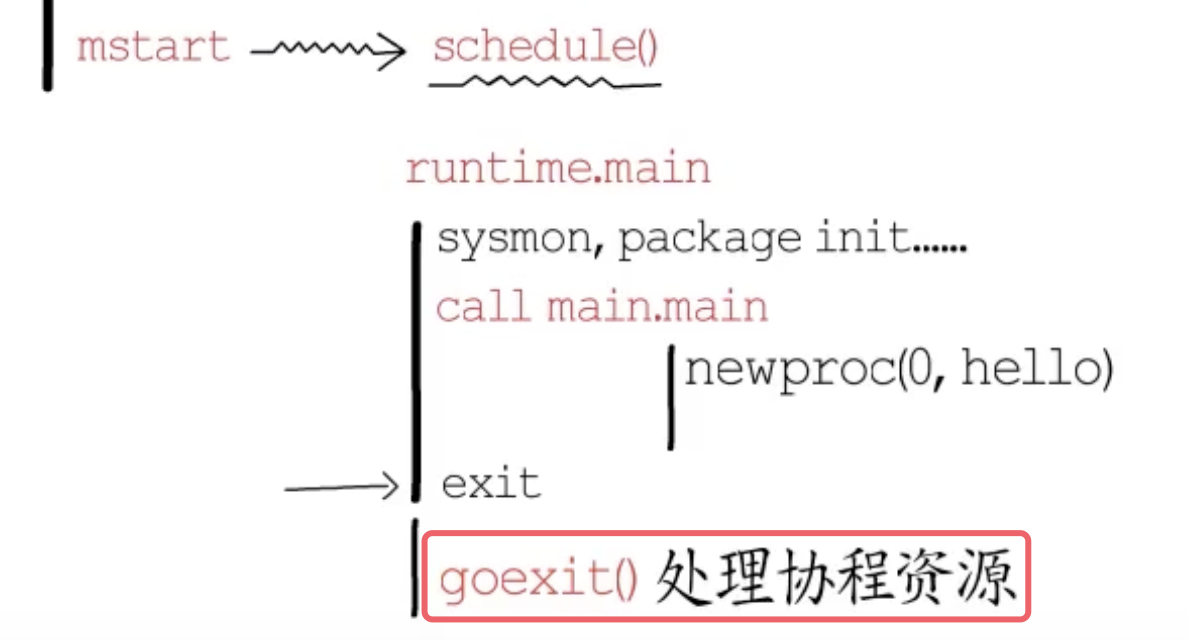 mstart schedule()
runtime.main
sysmon, package init......
call main.main
newproc(0, hello)
exit
goexit() 处理协程资源